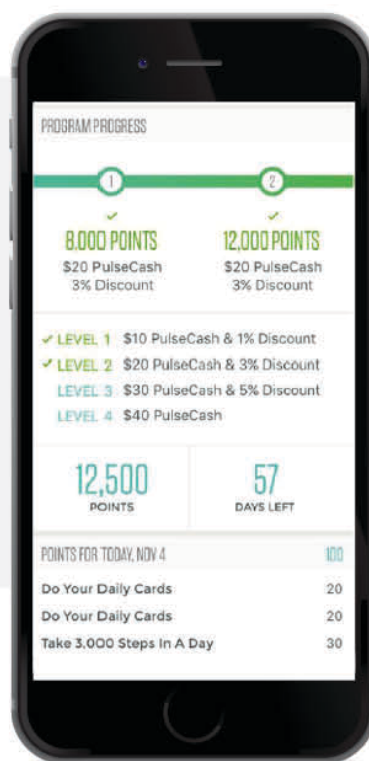 PROGRAM PROGRESS
1 2
8,000 POINTS 12,000 POINTS
$20 PulseCash $20 PulseCash
3% Discount 3% Discount
LEVEL 1 $10 PulseCash & 1% Discount
LEVEL 2 $20 PulseCash & 3% Discount
LEVEL 3 $30 PulseCash & 5% Discount
LEVEL 4 $40 PulseCash
12,500 57
POINTS DAYS LEFT
POINTS FOR TODAY, NOV 4 100
Do Your Daily Cards 20
Do Your Daily Cards 20
Take 3,000 Steps In A Day 30